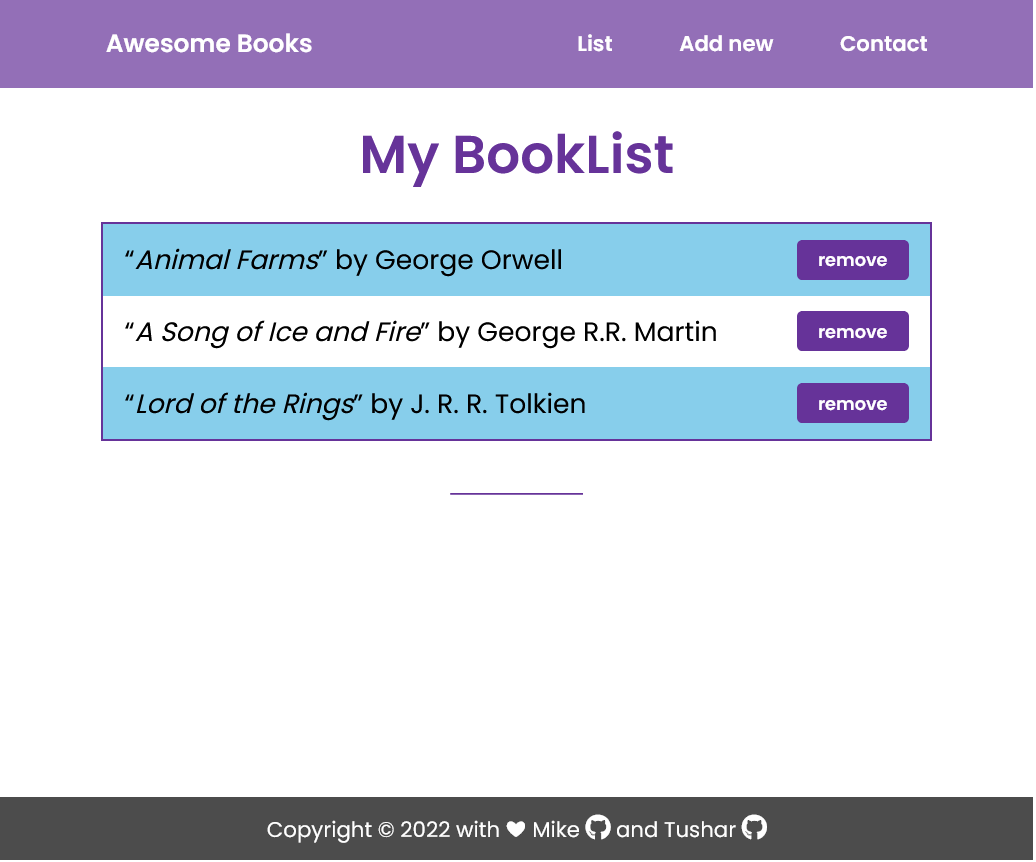 Awesome Books List Add new Contact
My BookList
“Animal Farms” by George Orwell remove
“A Song of Ice and Fire” by George R.R. Martin remove
“Lord of the Rings” by J. R. R. Tolkien remove
Copyright © 2022 with ♥ Mike and Tushar